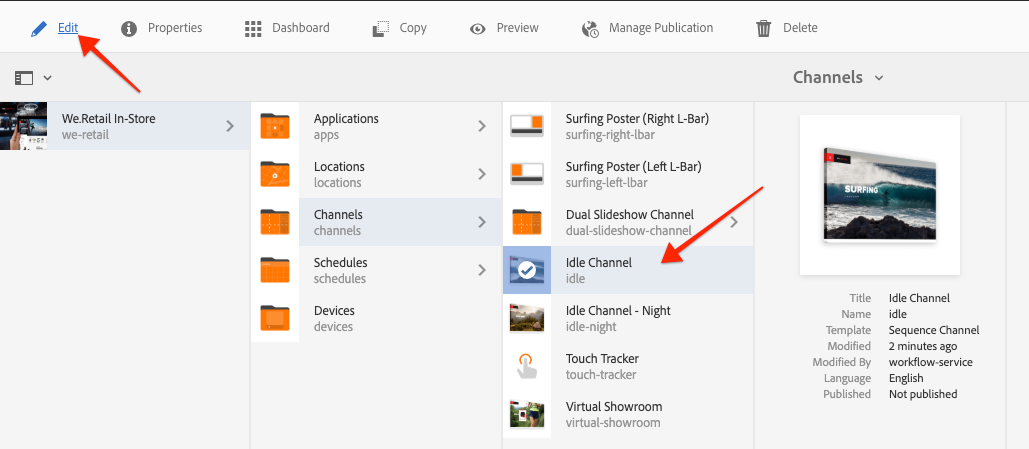 Edit
Properties
Dashboard
Copy
Preview
Manage Publication
Delete
Channels
We.Retail In-Store
we-retail
Applications
apps
Locations
locations
Channels
channels
Schedules
schedules
Devices
devices
Surfing Poster (Right L-Bar)
surfing-right-lbar
Surfing Poster (Left L-Bar)
surfing-left-lbar
Dual Slideshow Channel
dual-slideshow-channel
Idle Channel
idle
Idle Channel - Night
idle-night
Touch Tracker
touch-tracker
Virtual Showroom
virtual-showroom
SURFING
Title Idle Channel
Name idle
Template Sequence Channel
Modified 2 minutes ago
Modified By workflow-service
Language English
Published Not published